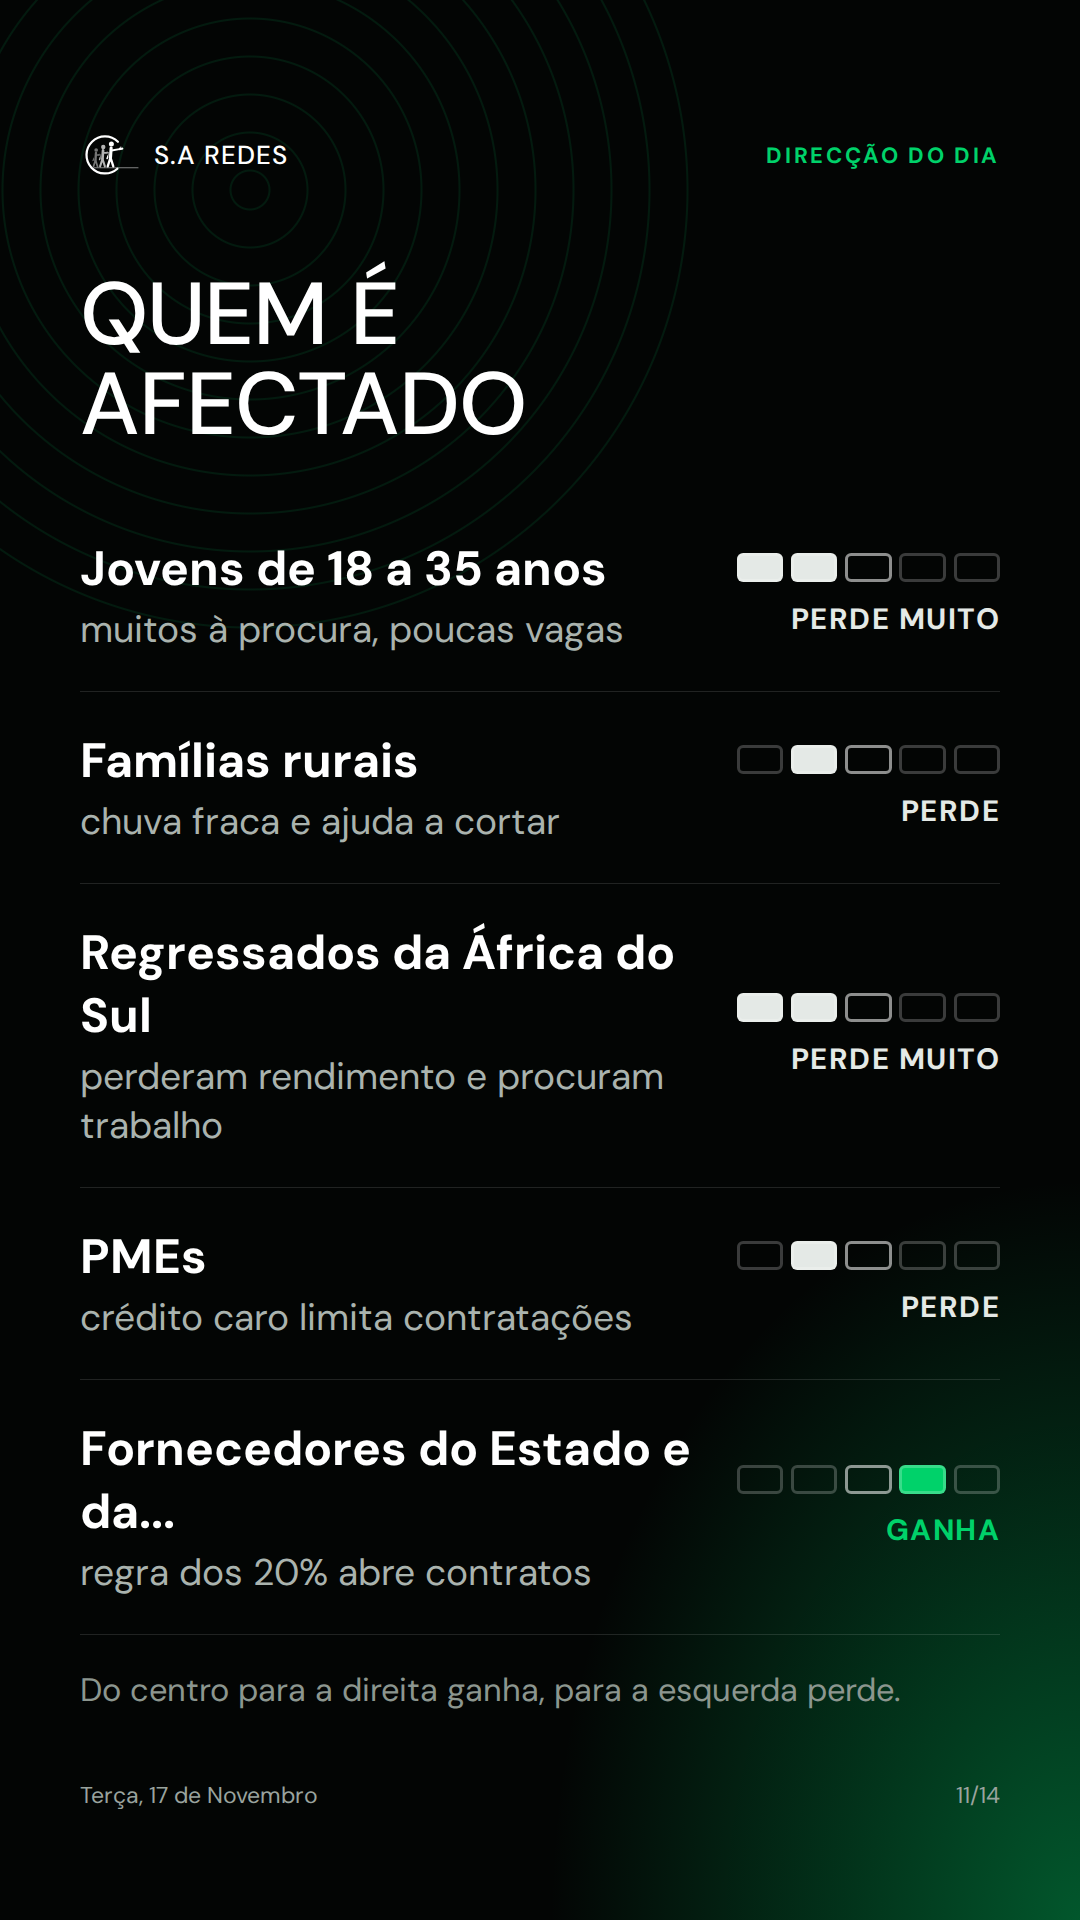 S.A REDES
DIRECÇÃO DO DIA
QUEM É
AFECTADO
Jovens de 18 a 35 anos
muitos à procura, poucas vagas
PERDE MUITO
Famílias rurais
chuva fraca e ajuda a cortar
PERDE
Regressados da África do
Sul
perderam rendimento e procuram
trabalho
PERDE MUITO
PMEs
crédito caro limita contratações
PERDE
Fornecedores do Estado e
da...
regra dos 20% abre contratos
GANHA
Do centro para a direita ganha, para a esquerda perde.
Terça, 17 de Novembro
11/14